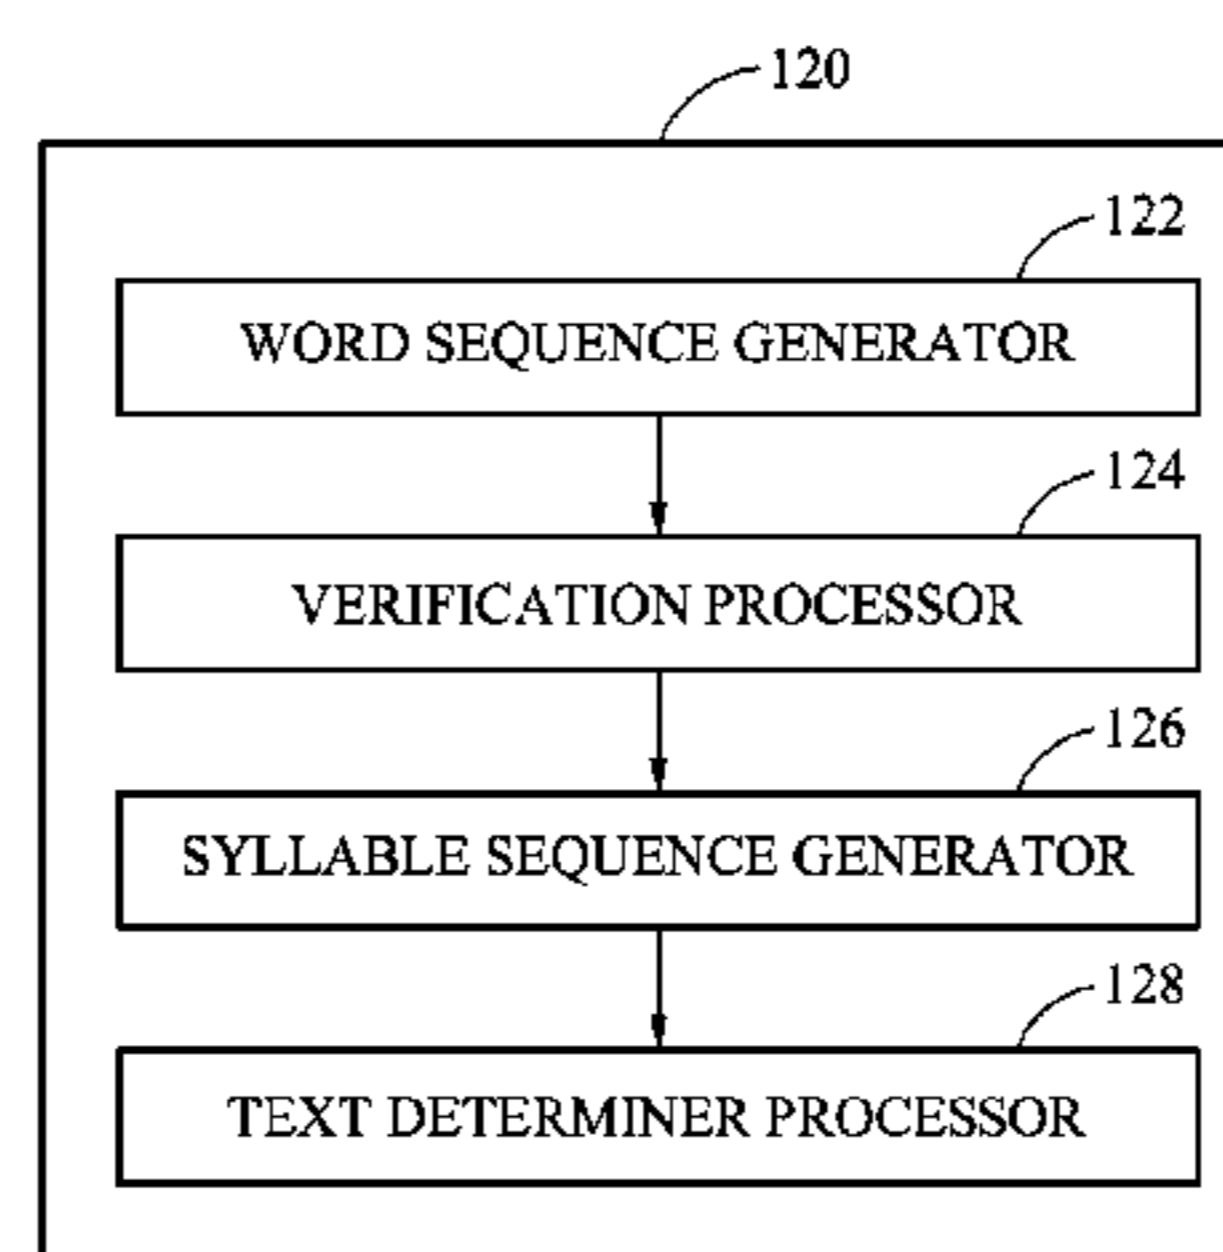 120
122
WORD SEQUENCE GENERATOR
124
VERIFICATION PROCESSOR
126
SYLLABLE SEQUENCE GENERATOR
128
TEXT DETERMINER PROCESSOR